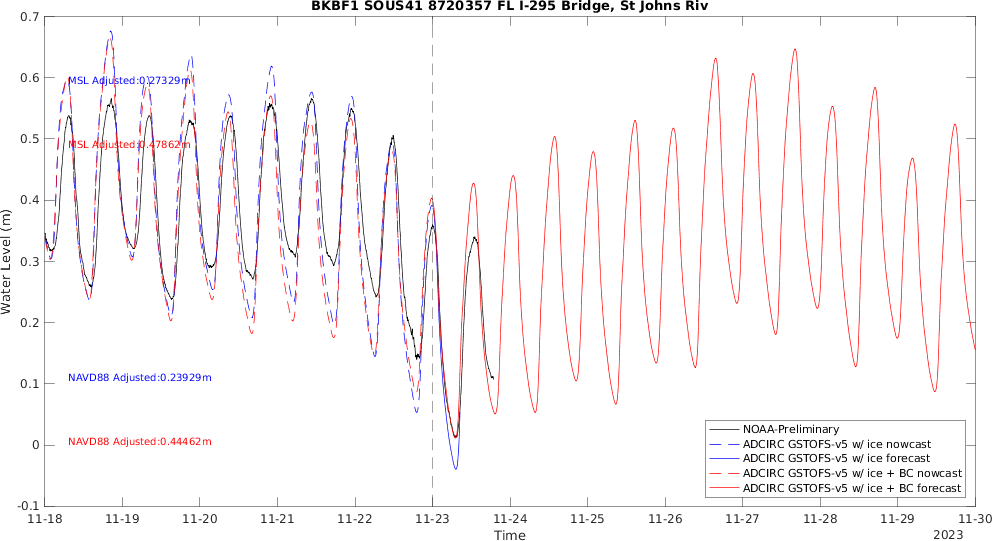 BKBF1 SOUS41 8720357 FL I-295 Bridge, St Johns Riv
0.7
0.6
0.5
0.4
0.3
0.2
0.1
0
-0.1
Water Level (m)
MSL Adjusted:0.27329m
MSL Adjusted:0.47862m
NAVD88 Adjusted:0.23929m
NAVD88 Adjusted:0.44462m
NOAA-Preliminary
ADCIRC GSTOFS-v5 w/ ice nowcast
ADCIRC GSTOFS-v5 w/ ice forecast
ADCIRC GSTOFS-v5 w/ ice + BC nowcast
ADCIRC GSTOFS-v5 w/ ice + BC forecast
11-18 11-19 11-20 11-21 11-22 11-23 11-24 11-25 11-26 11-27 11-28 11-29 11-30
Time
2023